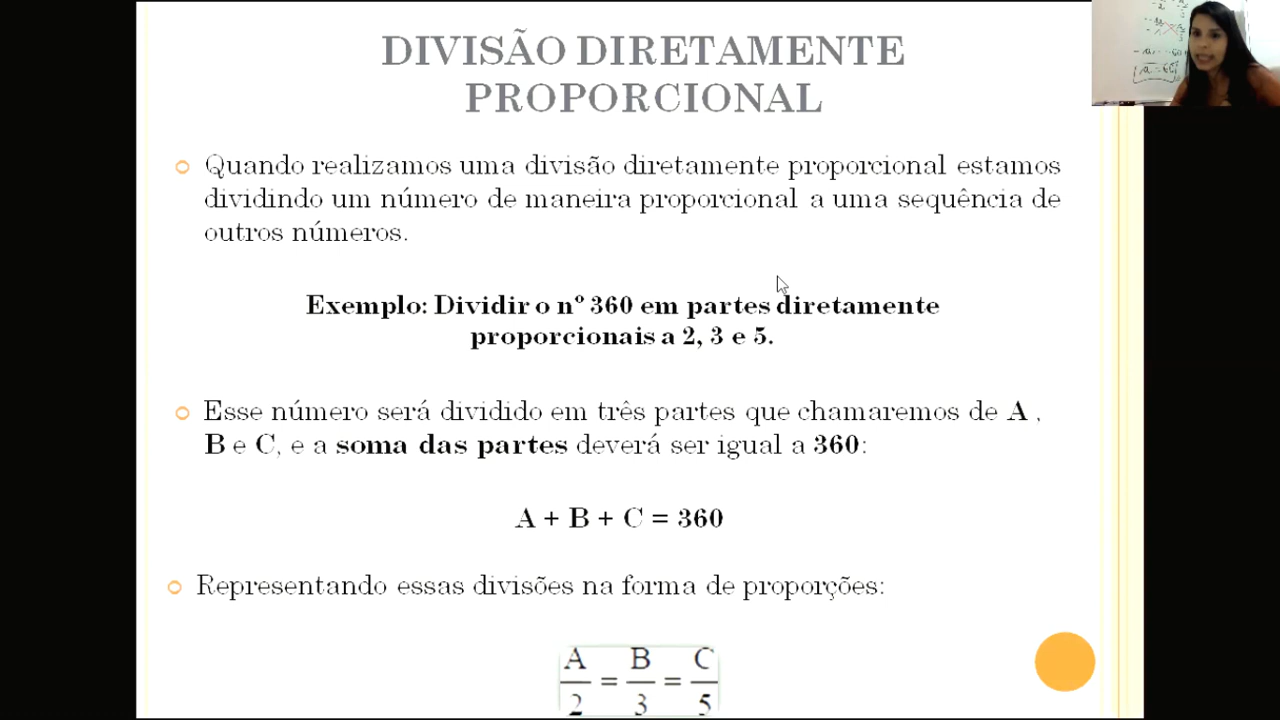 DIVISÃO DIRETAMENTE
PROPORCIONAL
Quando realizamos uma divisão diretamente proporcional estamos
dividindo um número de maneira proporcional a uma sequência de
outros números.
Exemplo: Dividir o nº 360 em partes diretamente
proporcionais a 2, 3 e 5.
Esse número será dividido em três partes que chamaremos de A ,
B e C, e a soma das partes deverá ser igual a 360:
A + B + C = 360
Representando essas divisões na forma de proporções:
A/2 = B/3 = C/5